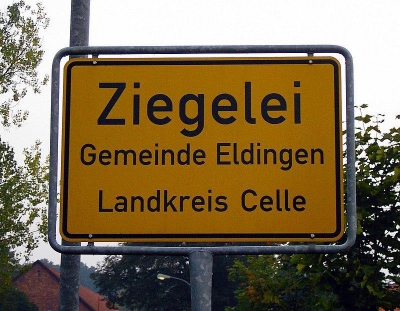 Ziegelei
Gemeinde Eldingen
Landkreis Celle